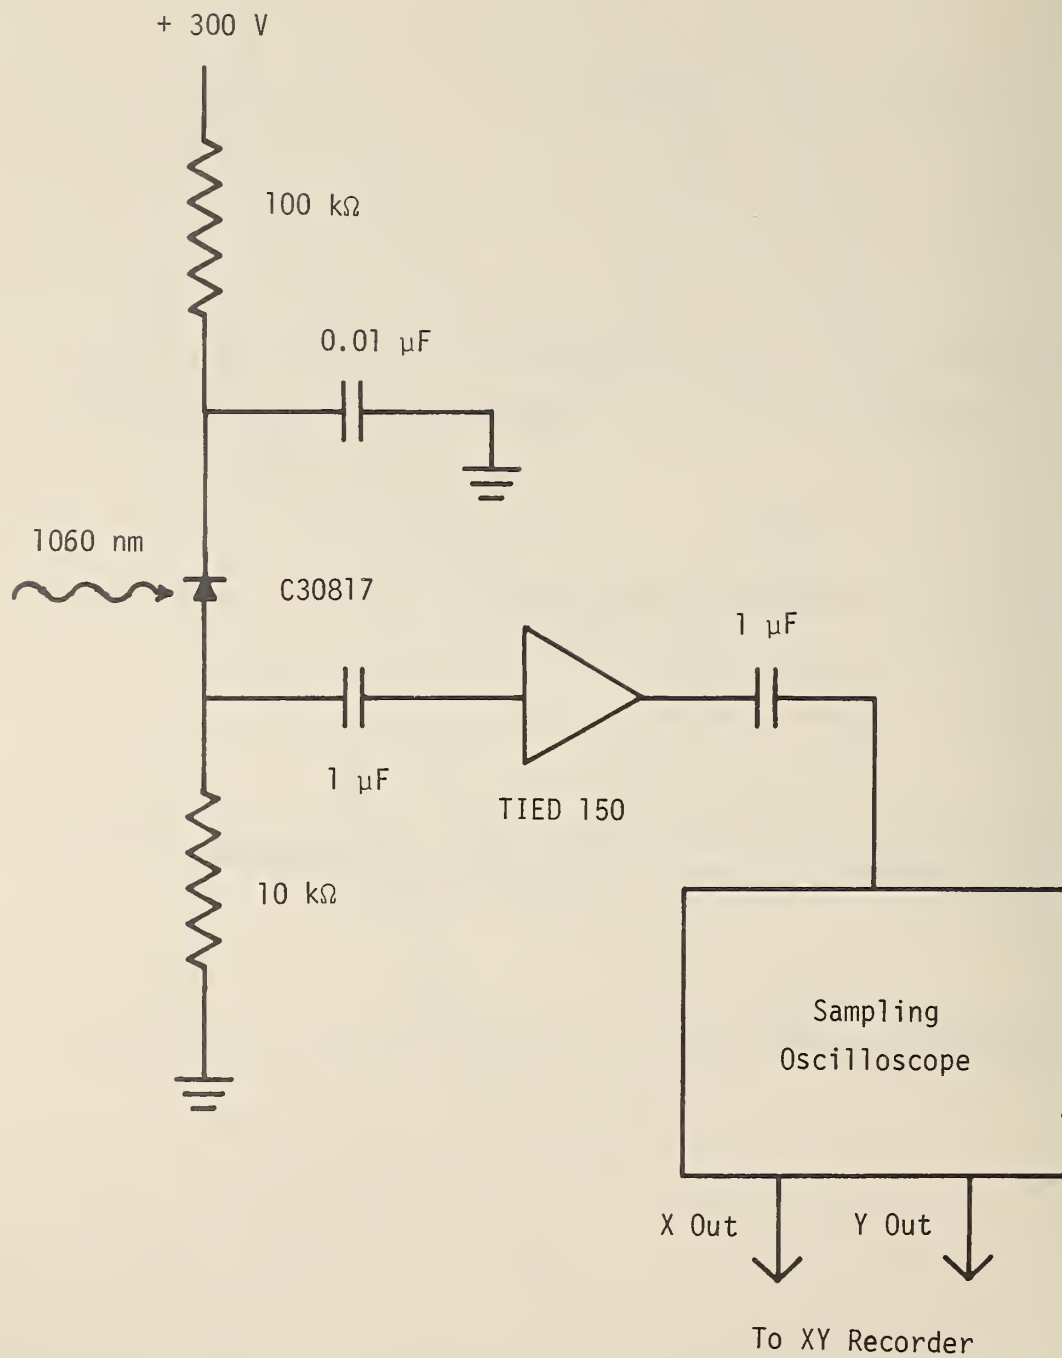 + 300 V
100 kΩ
0.01 µF
1060 nm
C30817
1 µF
1 µF
TIED 150
10 kΩ
Sampling
Oscilloscope
X Out
Y Out
To XY Recorder